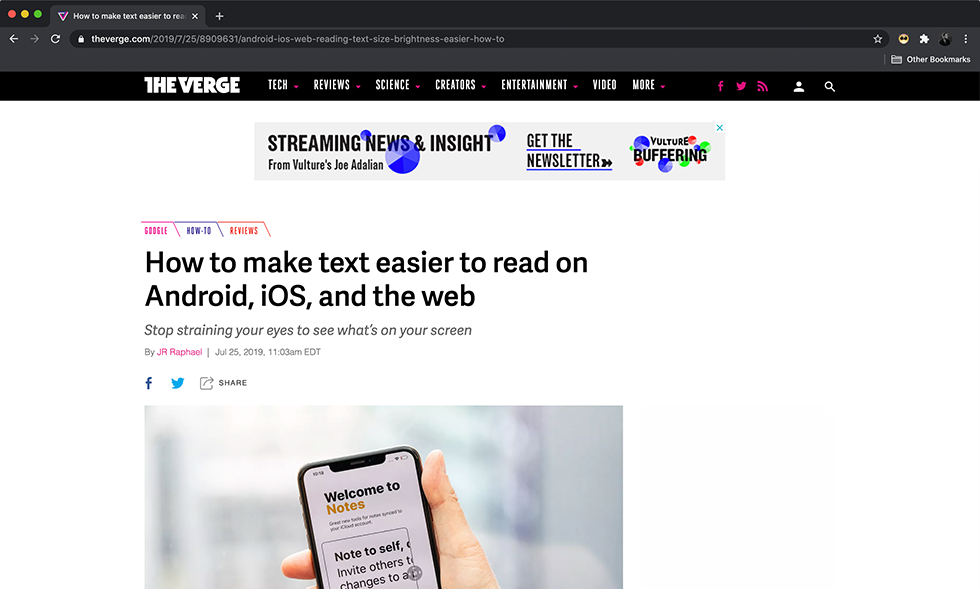 How to make text easier to rea
theverge.com/2019/7/25/8909631/android-ios-web-reading-text-size-brightness-easier-how-to
Other Bookmarks
THE VERGE TECH REVIEWS SCIENCE CREATORS ENTERTAINMENT VIDEO MORE
STREAMING NEWS & INSIGHT
From Vulture's Joe Adalian
GET THE
NEWSLETTER
VULTURE
BUFFERING
GOOGLE HOW-TO REVIEWS
How to make text easier to read on
Android, iOS, and the web
Stop straining your eyes to see what's on your screen
By JR Raphael | Jul 25, 2019, 11:03am EDT
SHARE
10:18
Welcome to
Notes
Great new tools for notes synced to
your iCloud account.
Note to self,
Invite others t
changes to a